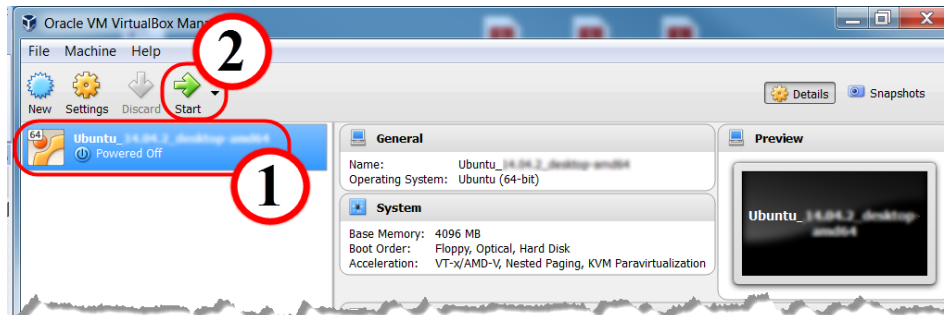 Oracle VM VirtualBox Man
File Machine Help
2
New Settings Discard Start
Details Snapshots
64
Ubuntu_
Powered Off
1
General
Name: Ubuntu_
Operating System: Ubuntu (64-bit)
System
Base Memory: 4096 MB
Boot Order: Floppy, Optical, Hard Disk
Acceleration: VT-x/AMD-V, Nested Paging, KVM Paravirtualization
Preview
Ubuntu_